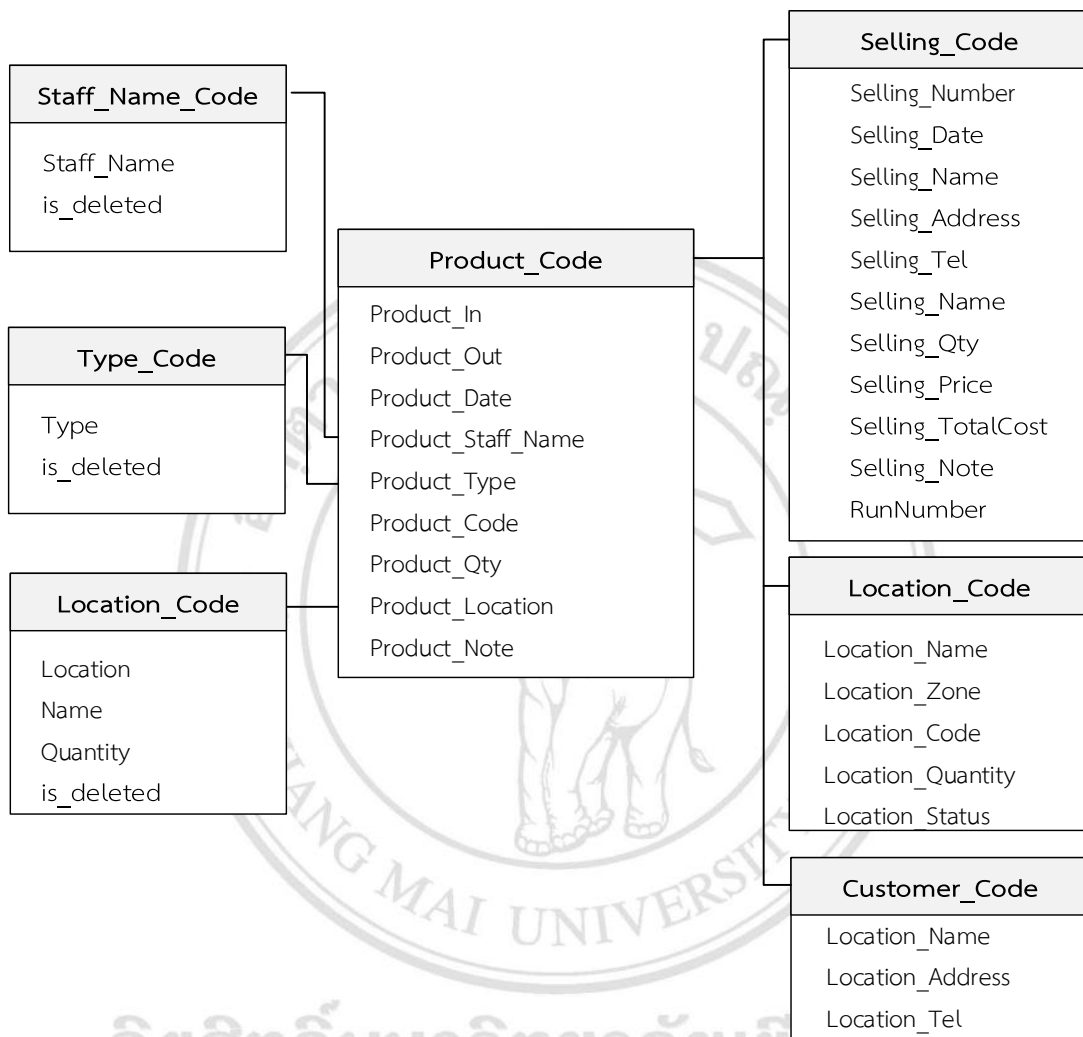 Staff_Name_Code
Staff_Name
is_deleted
Type_Code
Type
is_deleted
Location_Code
Location
Name
Quantity
is_deleted
Product_Code
Product_In
Product_Out
Product_Date
Product_Staff_Name
Product_Type
Product_Code
Product_Qty
Product_Location
Product_Note
Selling_Code
Selling_Number
Selling_Date
Selling_Name
Selling_Address
Selling_Tel
Selling_Name
Selling_Qty
Selling_Price
Selling_TotalCost
Selling_Note
RunNumber
Location_Code
Location_Name
Location_Zone
Location_Code
Location_Quantity
Location_Status
Customer_Code
Location_Name
Location_Address
Location_Tel
MAI UNIVERSITY